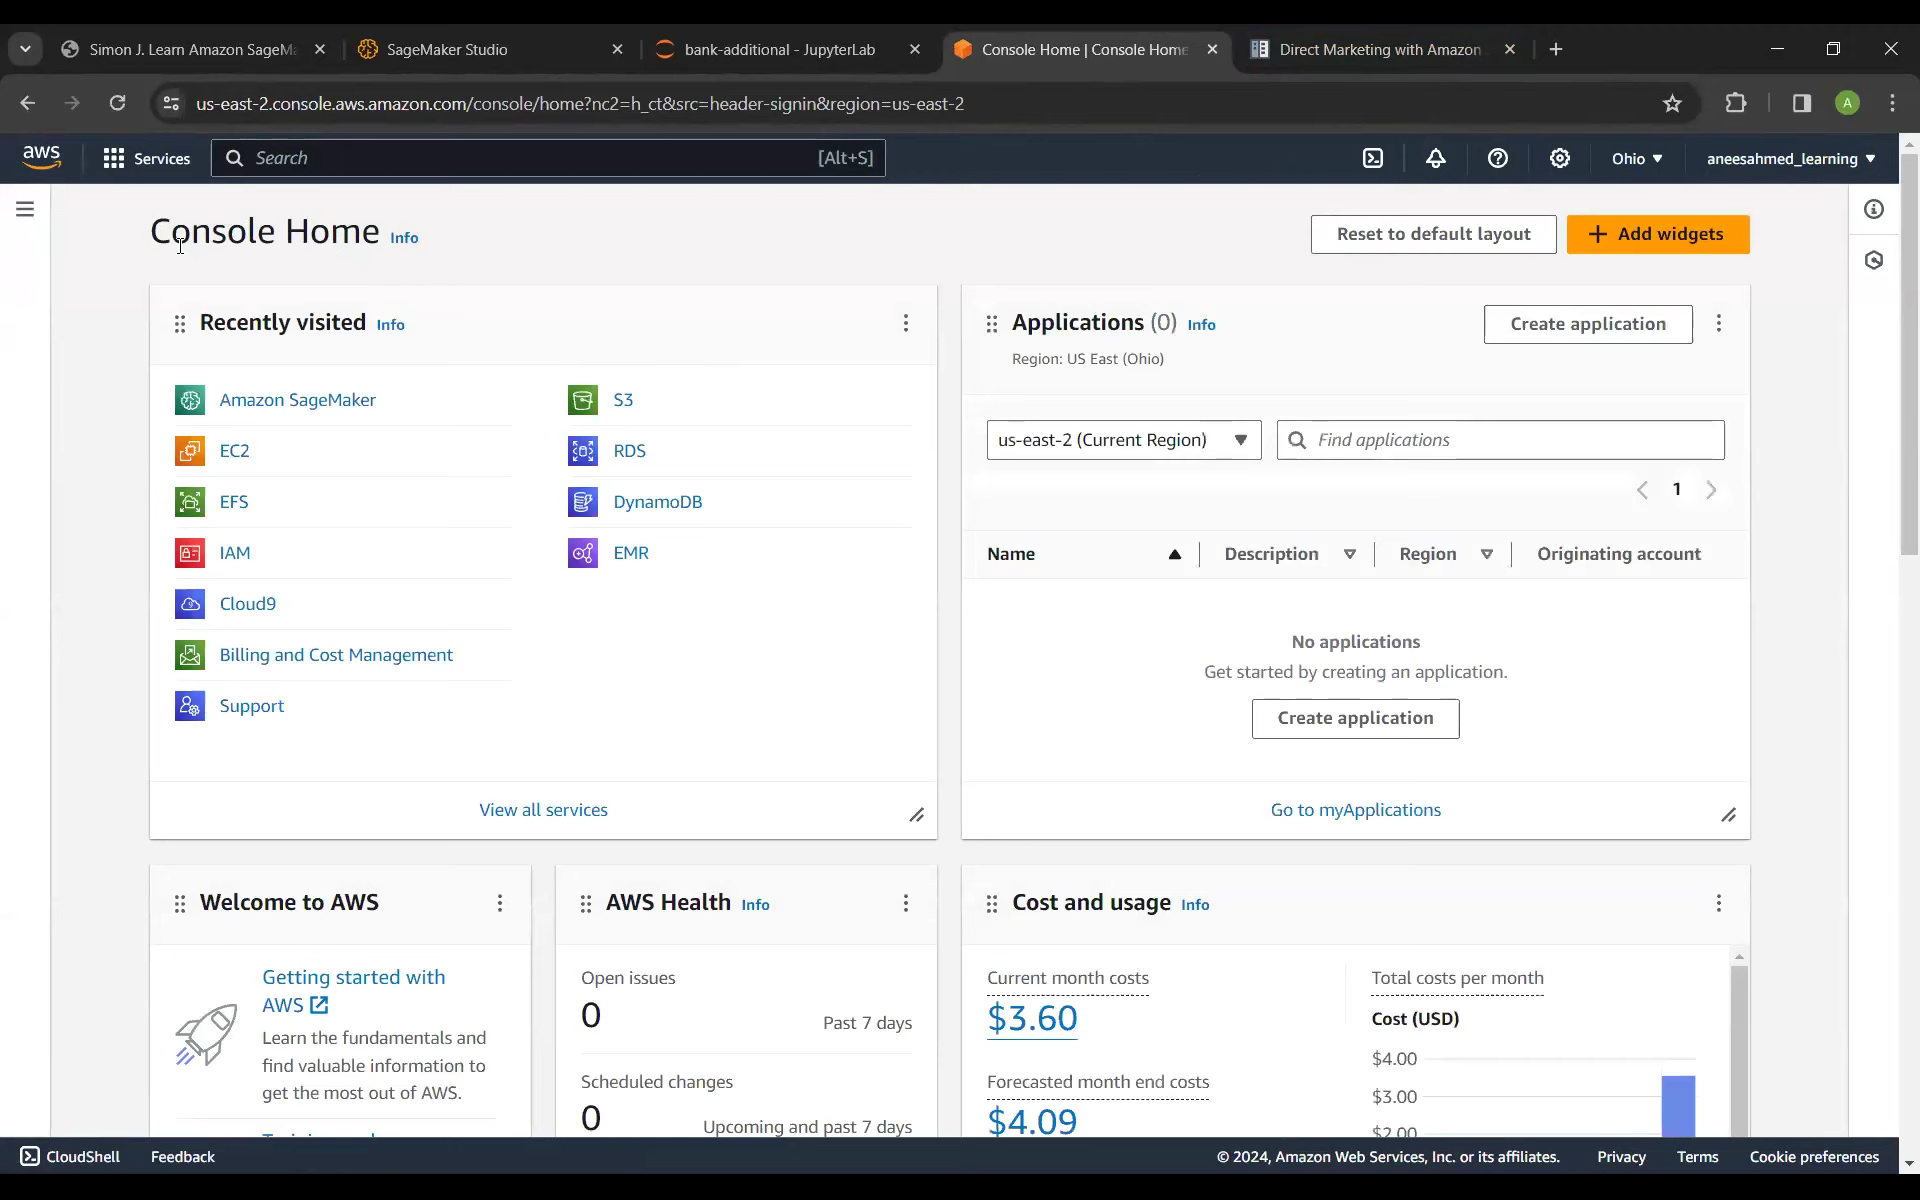 Simon J. Learn Amazon SageM
SageMaker Studio
bank-additional - JupyterLab
Console Home | Console Home
Direct Marketing with Amazon
us-east-2.console.aws.amazon.com/console/home?nc2=h_ct&src=header-signin&region=us-east-2
A
aws
Services
Search
[Alt+S]
Ohio
aneesahmed_learning
Console Home Info
Reset to default layout
Add widgets
Recently visited Info
Amazon SageMaker
EC2
EFS
IAM
Cloud9
Billing and Cost Management
Support
S3
RDS
DynamoDB
EMR
View all services
Applications (0) Info
Region: US East (Ohio)
Create application
us-east-2 (Current Region)
Find applications
1
Name
Description
Region
Originating account
No applications
Get started by creating an application.
Create application
Go to myApplications
Welcome to AWS
Getting started with
AWS
Learn the fundamentals and
find valuable information to
get the most out of AWS.
AWS Health Info
Open issues
0
Past 7 days
Scheduled changes
0
Upcoming and past 7 days
Cost and usage Info
Current month costs
$3.60
Forecasted month end costs
$4.09
Total costs per month
Cost (USD)
$4.00
$3.00
$2.00
CloudShell
Feedback
© 2024, Amazon Web Services, Inc. or its affiliates.
Privacy
Terms
Cookie preferences